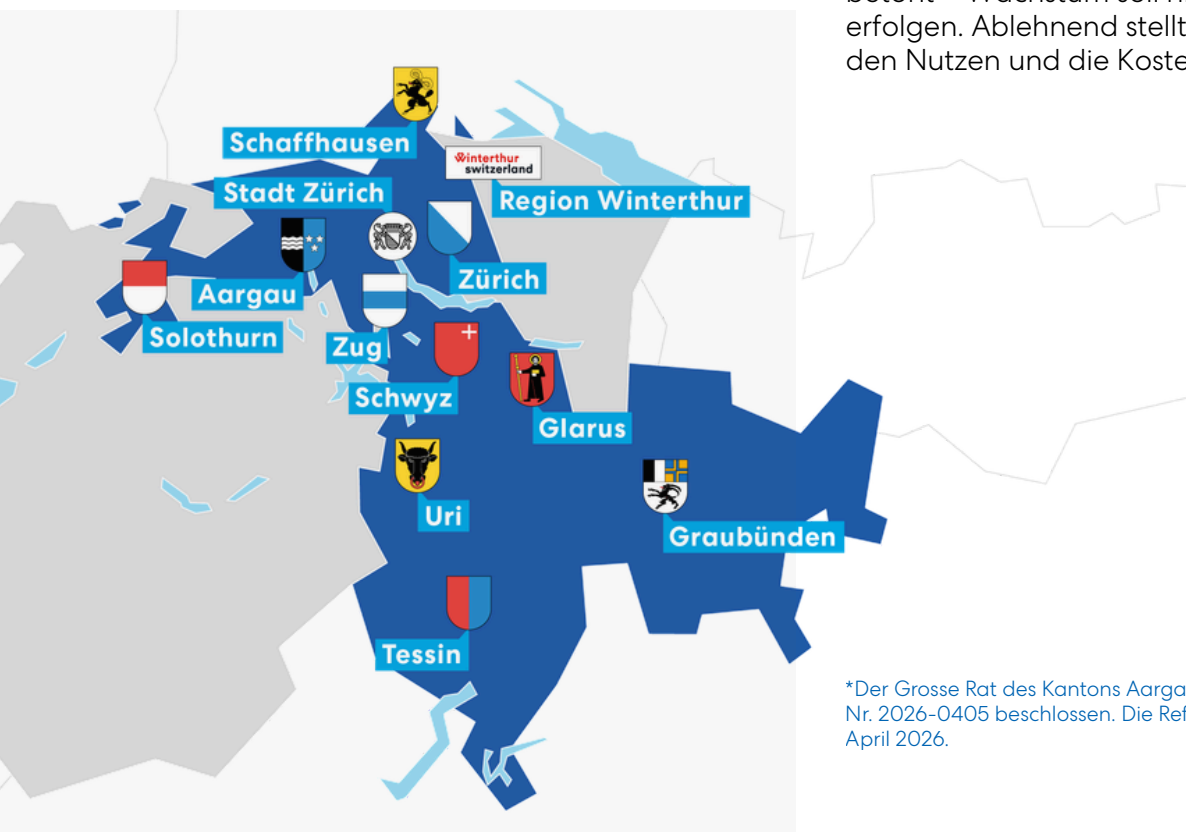 erfolgen. Ablehnend stellt
den Nutzen und die Koste
Schaffhausen
Winterthur
switzerland
Stadt Zürich
Region Winterthur
Zürich
Aargau
Solothurn
Zug
Schwyz
Glarus
Uri
Graubünden
Tessin
*Der Grosse Rat des Kantons Aarga
Nr. 2026-0405 beschlossen. Die Ref
April 2026.